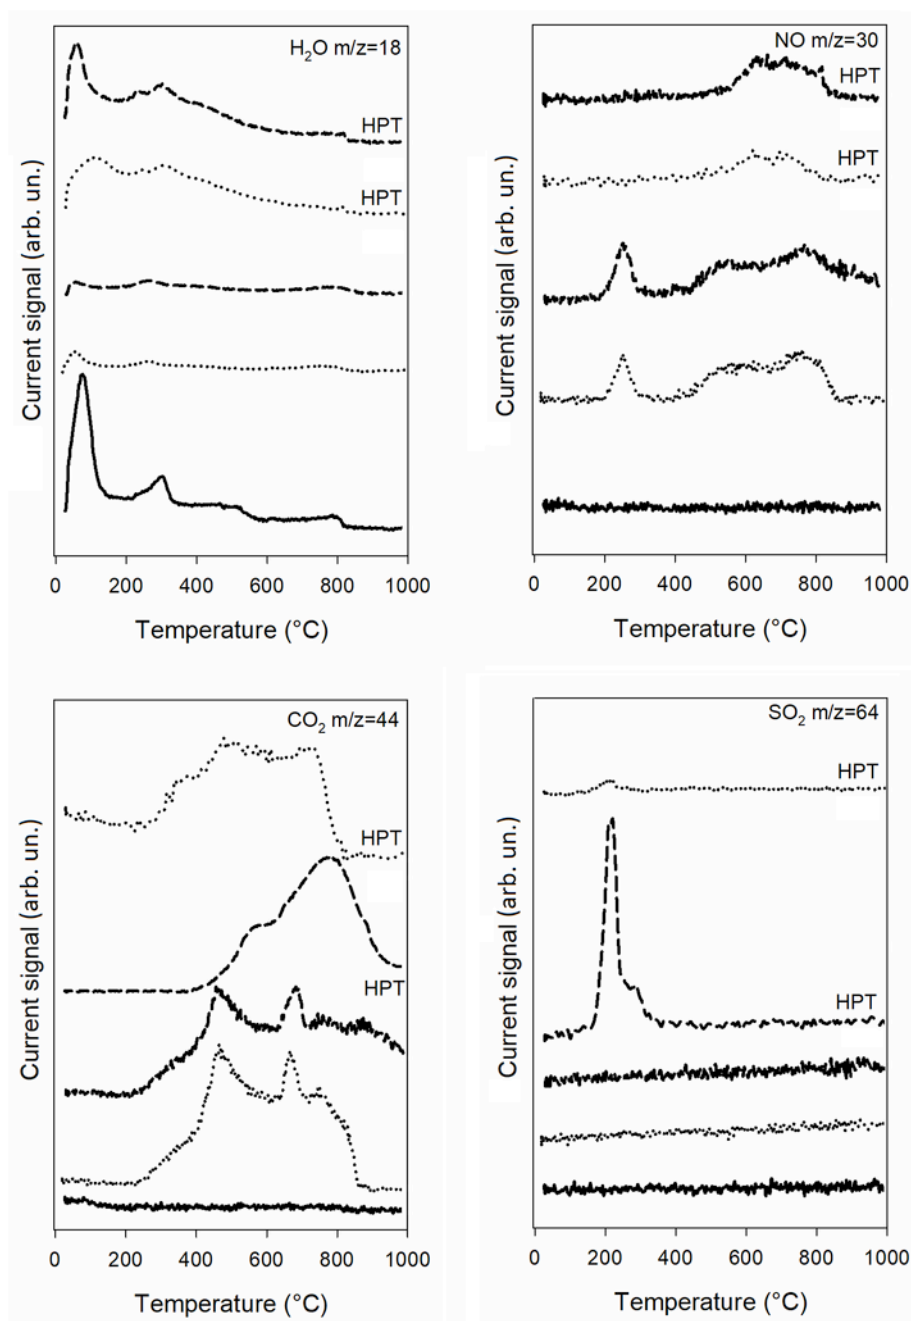 H₂O m/z=18
HPT
HPT
Current signal (arb. un.)
0 200 400 600 800 1000
Temperature (°C)
NO m/z=30
HPT
HPT
Current signal (arb. un.)
0 200 400 600 800 1000
Temperature (°C)
CO₂ m/z=44
HPT
HPT
Current signal (arb. un.)
0 200 400 600 800 1000
Temperature (°C)
SO₂ m/z=64
HPT
HPT
Current signal (arb. un.)
0 200 400 600 800 1000
Temperature (°C)